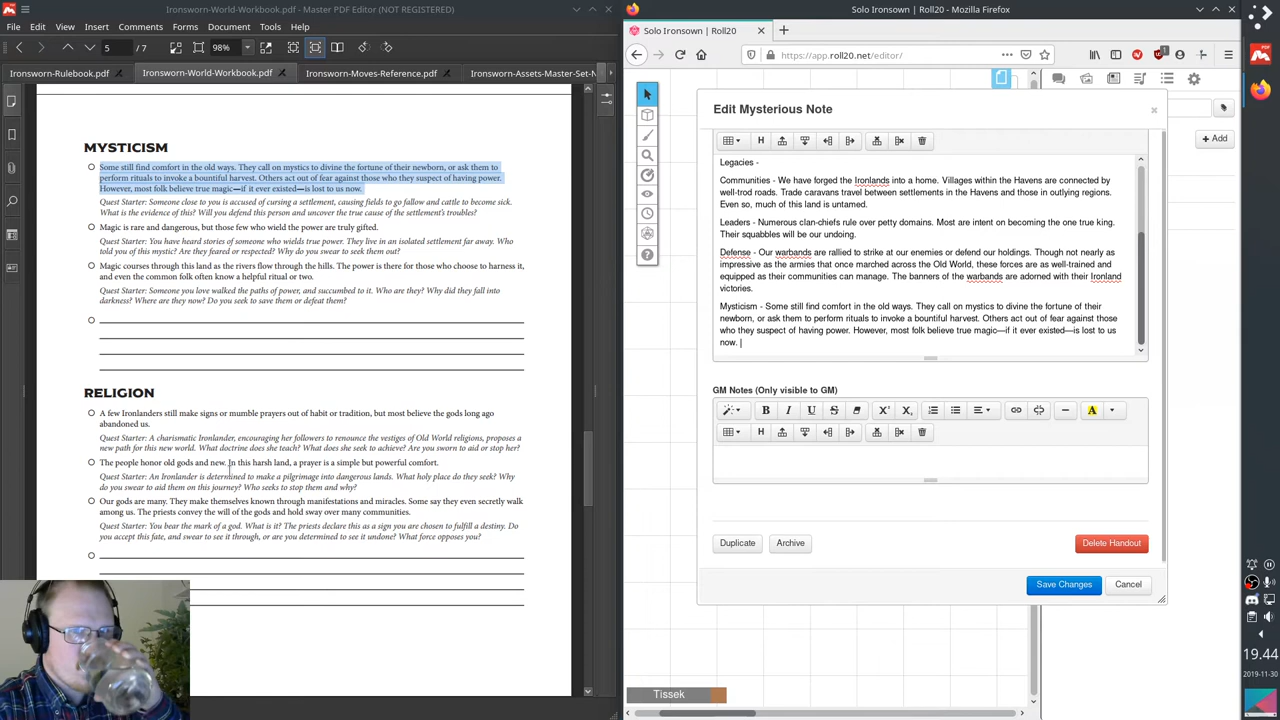 Ironsworn-World-Workbook.pdf - Master PDF Editor (NOT REGISTERED)
Solo Ironsown | Roll20 - Mozilla Firefox
File Edit View Insert Forms Comments Document Tools Help
Solo Ironsown | Roll20
5 / 7 98%
https://app.roll20.net/editor/
Ironsworn-Rulebook.pdf
Ironsworn-World-Workbook.pdf
Ironsworn-Moves-Reference.pdf
Ironsworn-Assets-Master-Set-N
MYSTICISM
Some still find comfort in the old ways. They call on mystics to divine the fortune of their newborn, or ask them to
perform rituals to invoke a bountiful harvest. Others act out of fear against those who they suspect of having power.
However, most folk believe true magic—if it ever existed—is lost to us now.
Quest Starter: Someone close to you is accused of cursing a settlement, causing fields to go fallow and cattle to become sick.
What is the evidence of this? Will you defend this person and uncover the true cause of the settlement's troubles?
Magic is rare and dangerous, but those few who wield the power are truly gifted.
Quest Starter: You have heard stories of someone who wields true power. They live in an isolated settlement far away. Who
told you of this mystic? Are they feared or respected? Why do you swear to seek them out?
Magic courses through this land as the rivers flow through the hills. The power is there for those who choose to harness it,
and even the common folk often know a helpful ritual or two.
Quest Starter: Someone you love walked the paths of power, and succumbed to it. Who are they? Why did they fall into
darkness? Where are they now? Do you seek to save them or defeat them?
RELIGION
A few Ironlanders still make signs or mumble prayers out of habit or tradition, but most believe the gods long ago
abandoned us.
Quest Starter: A charismatic Ironlander, encouraging her followers to renounce the vestiges of Old World religions, proposes a
new path for this new world. What doctrine does she teach? What does she seek to achieve? Are you sworn to aid or stop her?
The people honor old gods and new. In this harsh land, a prayer is a simple but powerful comfort.
Quest Starter: An Ironlander is determined to make a pilgrimage into dangerous lands. What holy place do they seek? Why
do you swear to aid them on this journey? Who seeks to stop them and why?
Our gods are many. They make themselves known through manifestations and miracles. Some say they even secretly walk
among us. The priests convey the will of the gods and hold sway over many communities.
Quest Starter: You bear the mark of a god. What is it? The priests declare this as a sign you are chosen to fulfill a destiny. Do
you accept this fate, and swear to see it through, or are you determined to see it undone? What force opposes you?
Edit Mysterious Note
×
H
Legacies -
Communities - We have forged the Ironlands into a home. Villages within the Havens are connected by
well-trod roads. Trade caravans travel between settlements in the Havens and those in outlying regions.
Even so, much of this land is untamed.
Leaders - Numerous clan-chiefs rule over petty domains. Most are intent on becoming the one true king.
Their squabbles will be our undoing.
Defense - Our warbands are rallied to strike at our enemies or defend our holdings. Though not nearly as
impressive as the armies that once marched across the Old World, these forces are as well-trained and
equipped as their communities can manage. The banners of the warbands are adorned with their Ironland
victories.
Mysticism - Some still find comfort in the old ways. They call on mystics to divine the fortune of their
newborn, or ask them to perform rituals to invoke a bountiful harvest. Others act out of fear against those
who they suspect of having power. However, most folk believe true magic—if it ever existed—is lost to us
now.
GM Notes (Only visible to GM)
B I U S X² X₂ A
H
Duplicate Archive Delete Handout
Save Changes Cancel
+ Add
Tissek
1
19.44
2019-11-30